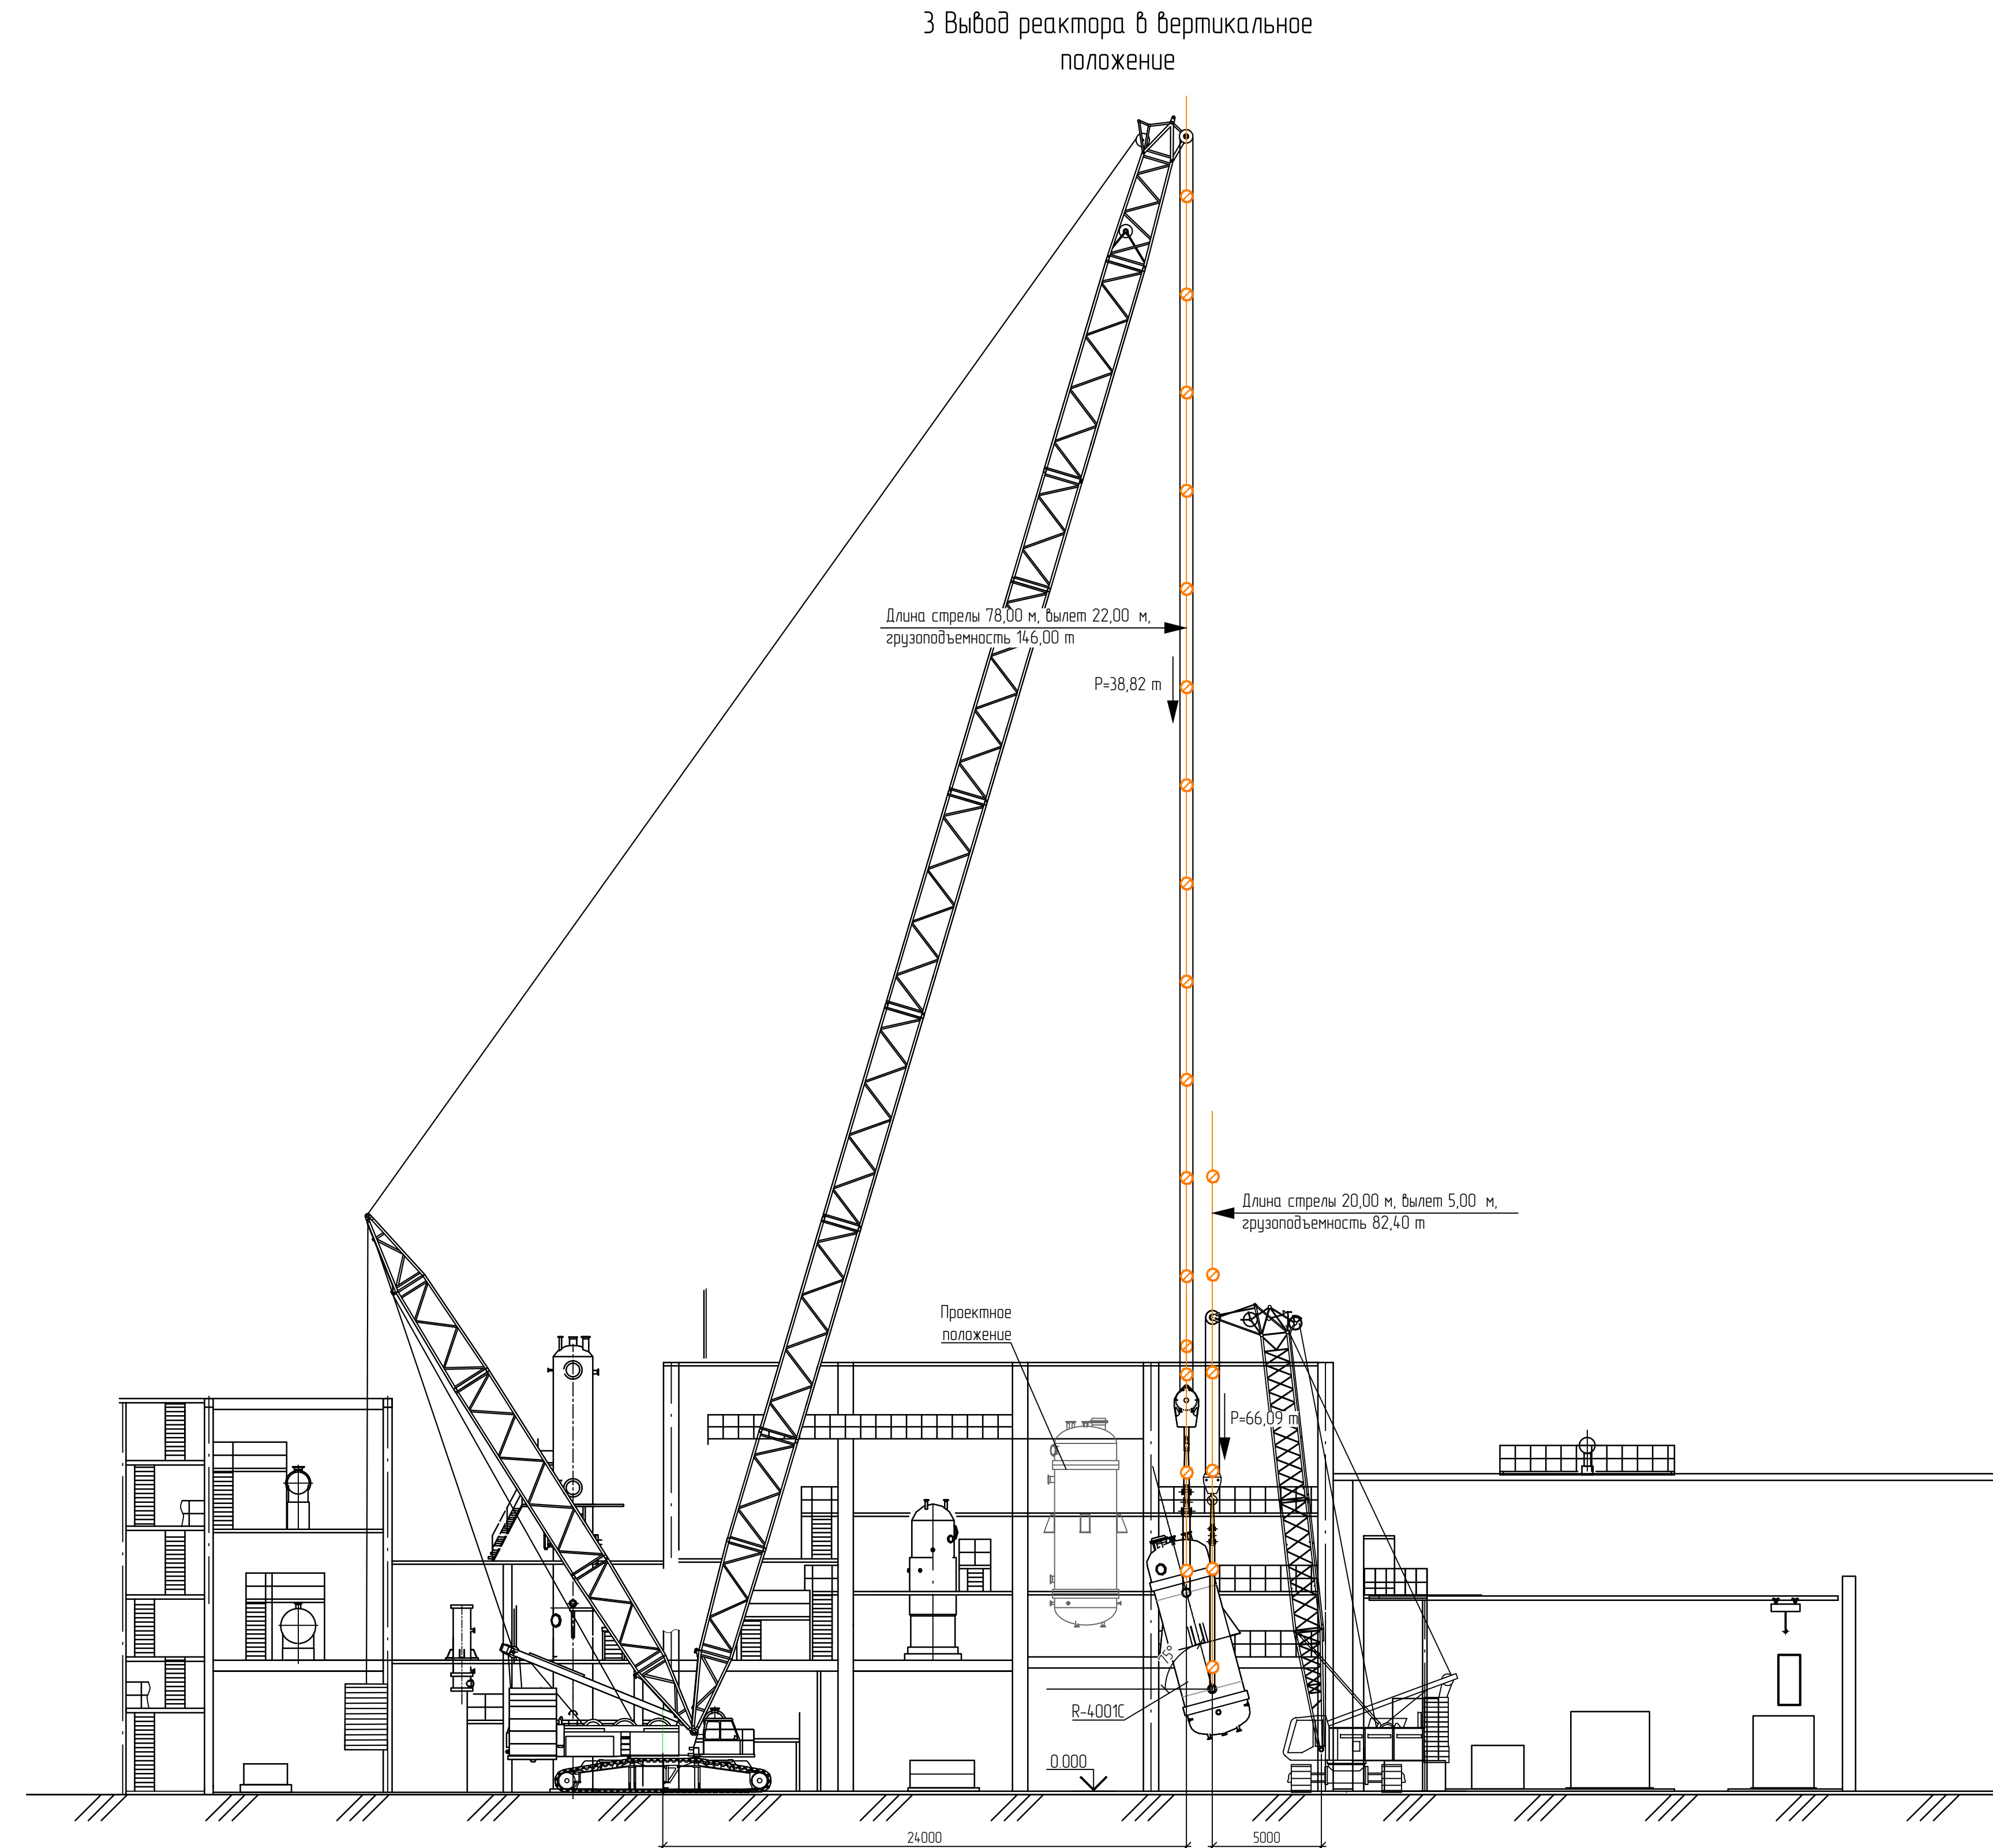 3 Вывод реактора в вертикальное
положение
Длина стрелы 78,00 м, вылет 22,00 м,
грузоподъемность 146,00 т
P=38,82 т
Длина стрелы 20,00 м, вылет 5,00 м,
грузоподъемность 82,40 т
Проектное
положение
P=66,09 т
75°
R-4001C
0.000
24000
5000